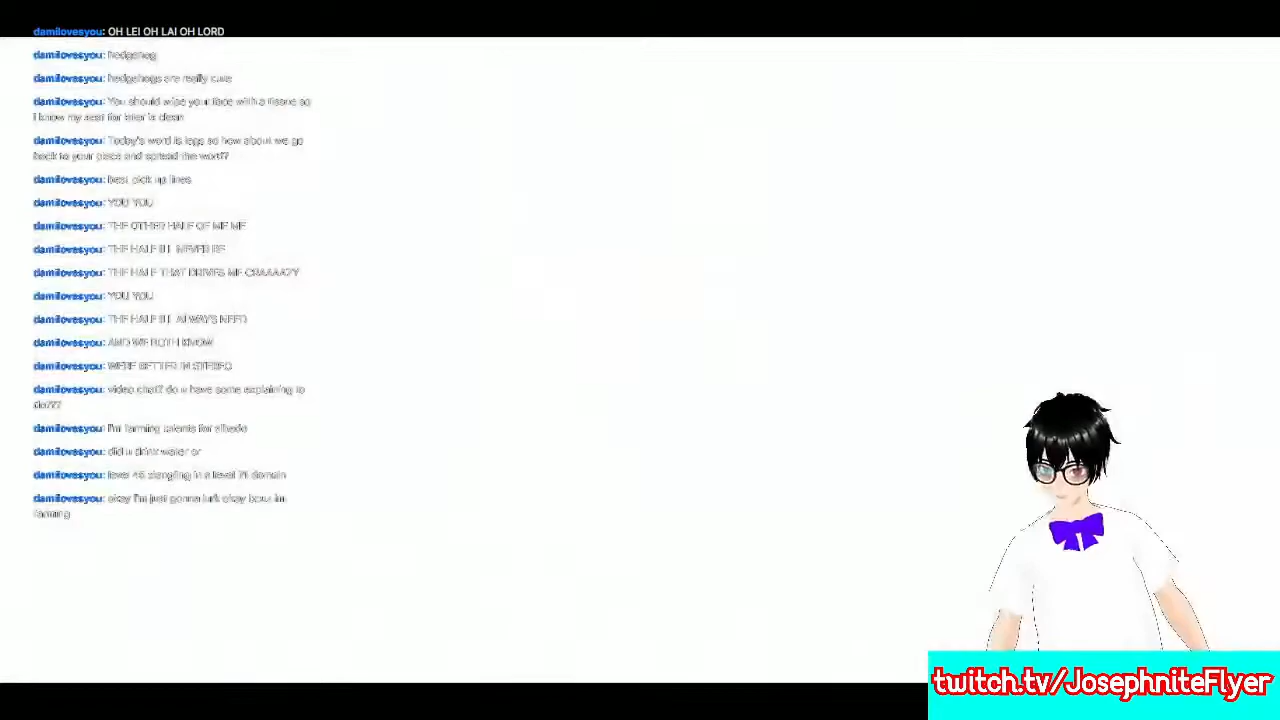 damilovesyou: OH LEI OH LAI OH LORD
damilovesyou: hedgehog
damilovesyou: hedgehogs are really cute
damilovesyou: You should wipe your face with a tissue so
i know my seat for later is clean
damilovesyou: Today's word is legs so how about we go
back to your place and spread the word?
damilovesyou: best pick up lines
damilovesyou: YOU YOU
damilovesyou: THE OTHER HALF OF ME ME
damilovesyou: THE HALF ILL NEVER BE
damilovesyou: THE HALF THAT DRIVES ME CRAAAAZY
damilovesyou: YOU YOU
damilovesyou: THE HALF ILL ALWAYS NEED
damilovesyou: AND WE BOTH KNOW
damilovesyou: WERE BETTER IN STEREO
damilovesyou: video chat? do u have some explaining to
do???
damilovesyou: I'm farming talents for albedo
damilovesyou: did u drink water or
damilovesyou: level 45 xiangling in a level 71 domain
damilovesyou: okay I'm just gonna lurk okay bcuz im
farming
twitch.tv/JosephniteFlyer